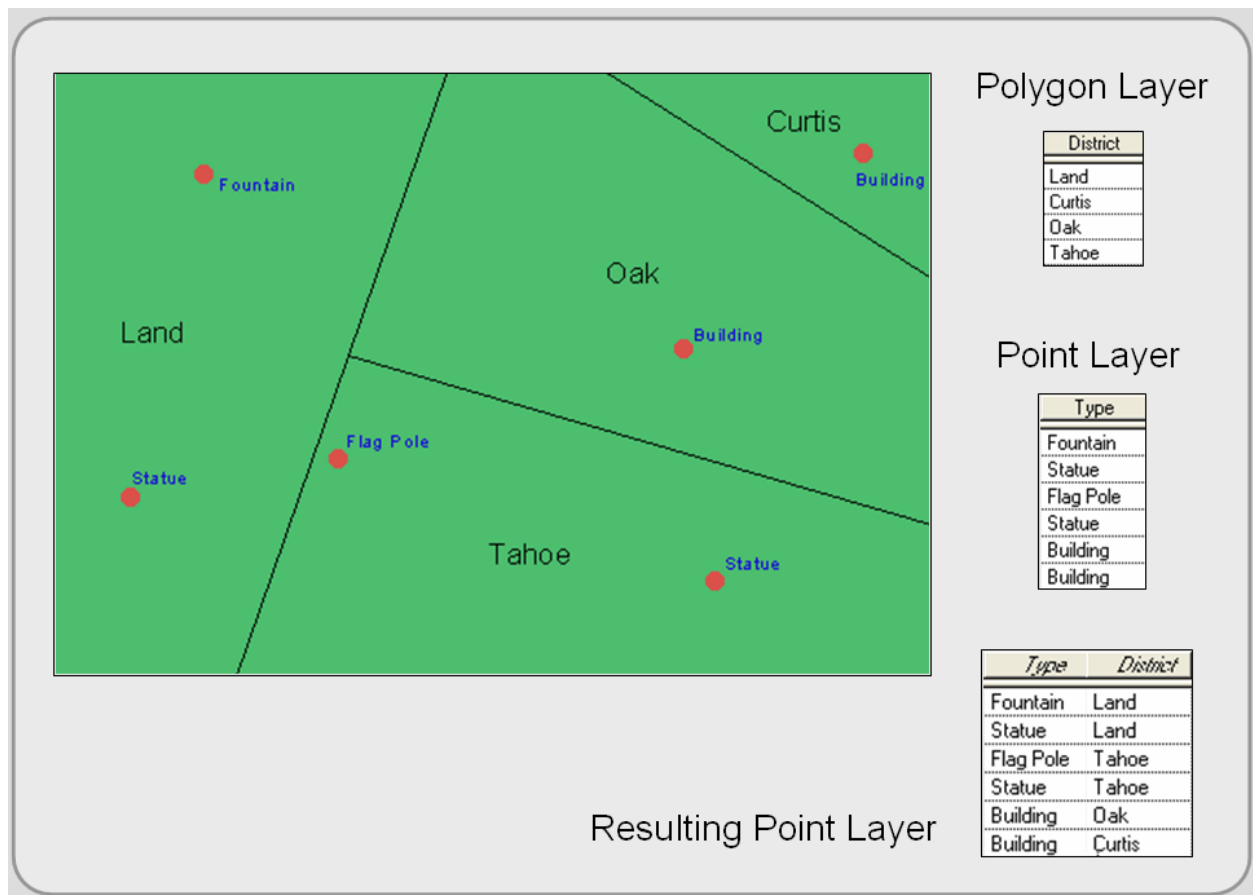 Curtis
Fountain
Building
Oak
Land
Building
Flag Pole
Statue
Tahoe
Statue
Polygon Layer
District
Land
Curtis
Oak
Tahoe
Point Layer
Type
Fountain
Statue
Flag Pole
Statue
Building
Building
Type District
Fountain Land
Statue Land
Flag Pole Tahoe
Statue Tahoe
Building Oak
Building Curtis
Resulting Point Layer